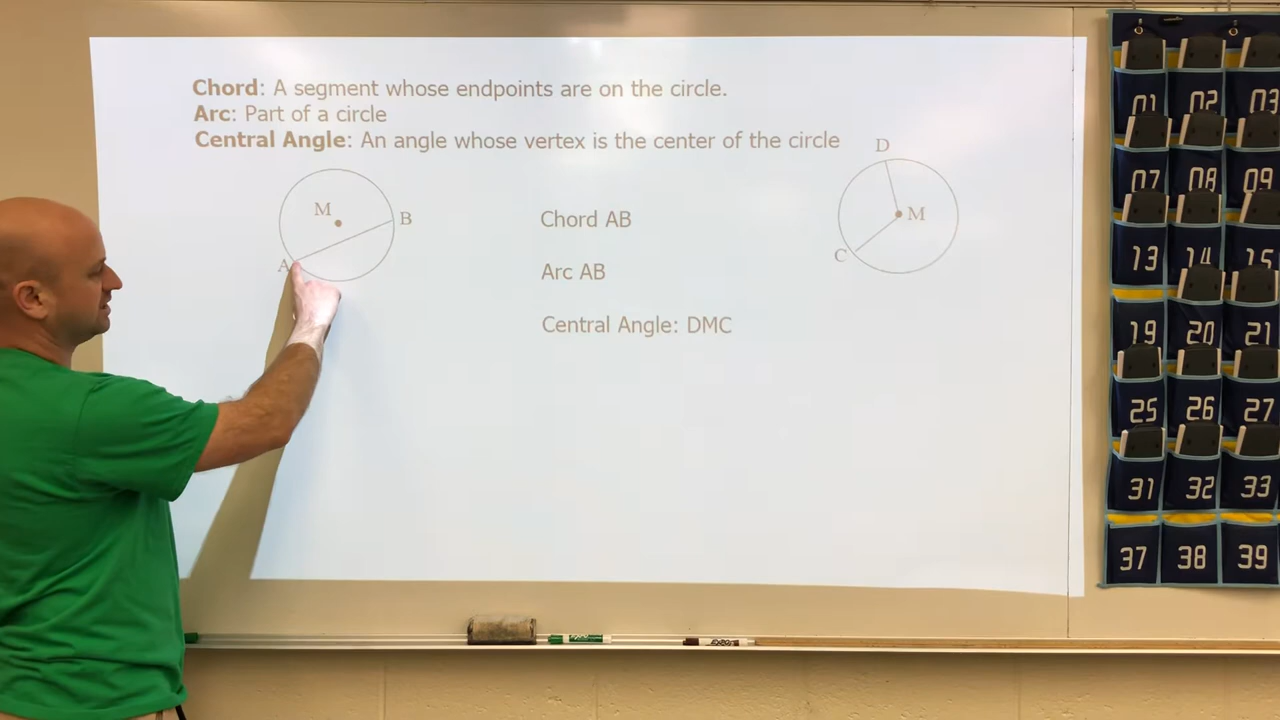 Chord: A segment whose endpoints are on the circle.
Arc: Part of a circle
Central Angle: An angle whose vertex is the center of the circle
M
B
A
Chord AB
Arc AB
Central Angle: DMC
D
M
C
01 02 03
07 08 09
13 14 15
19 20 21
25 26 27
31 32 33
37 38 39
EXPO